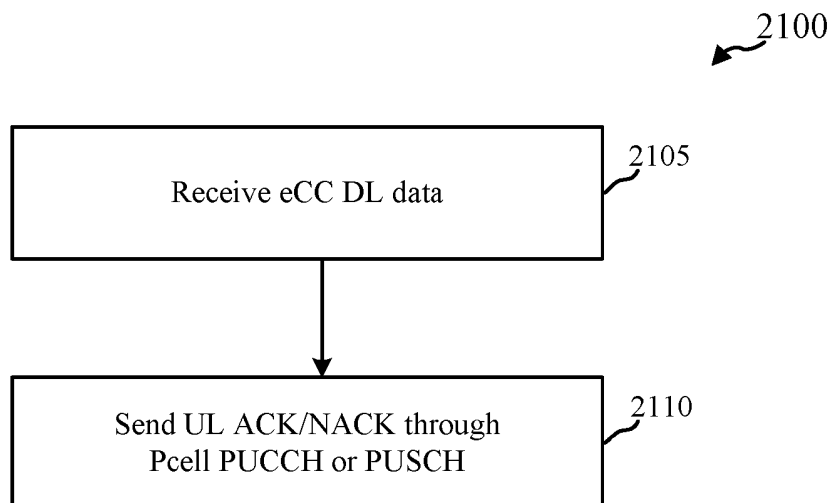 2100
Receive eCC DL data
2105
Send UL ACK/NACK through
Pcell PUCCH or PUSCH
2110